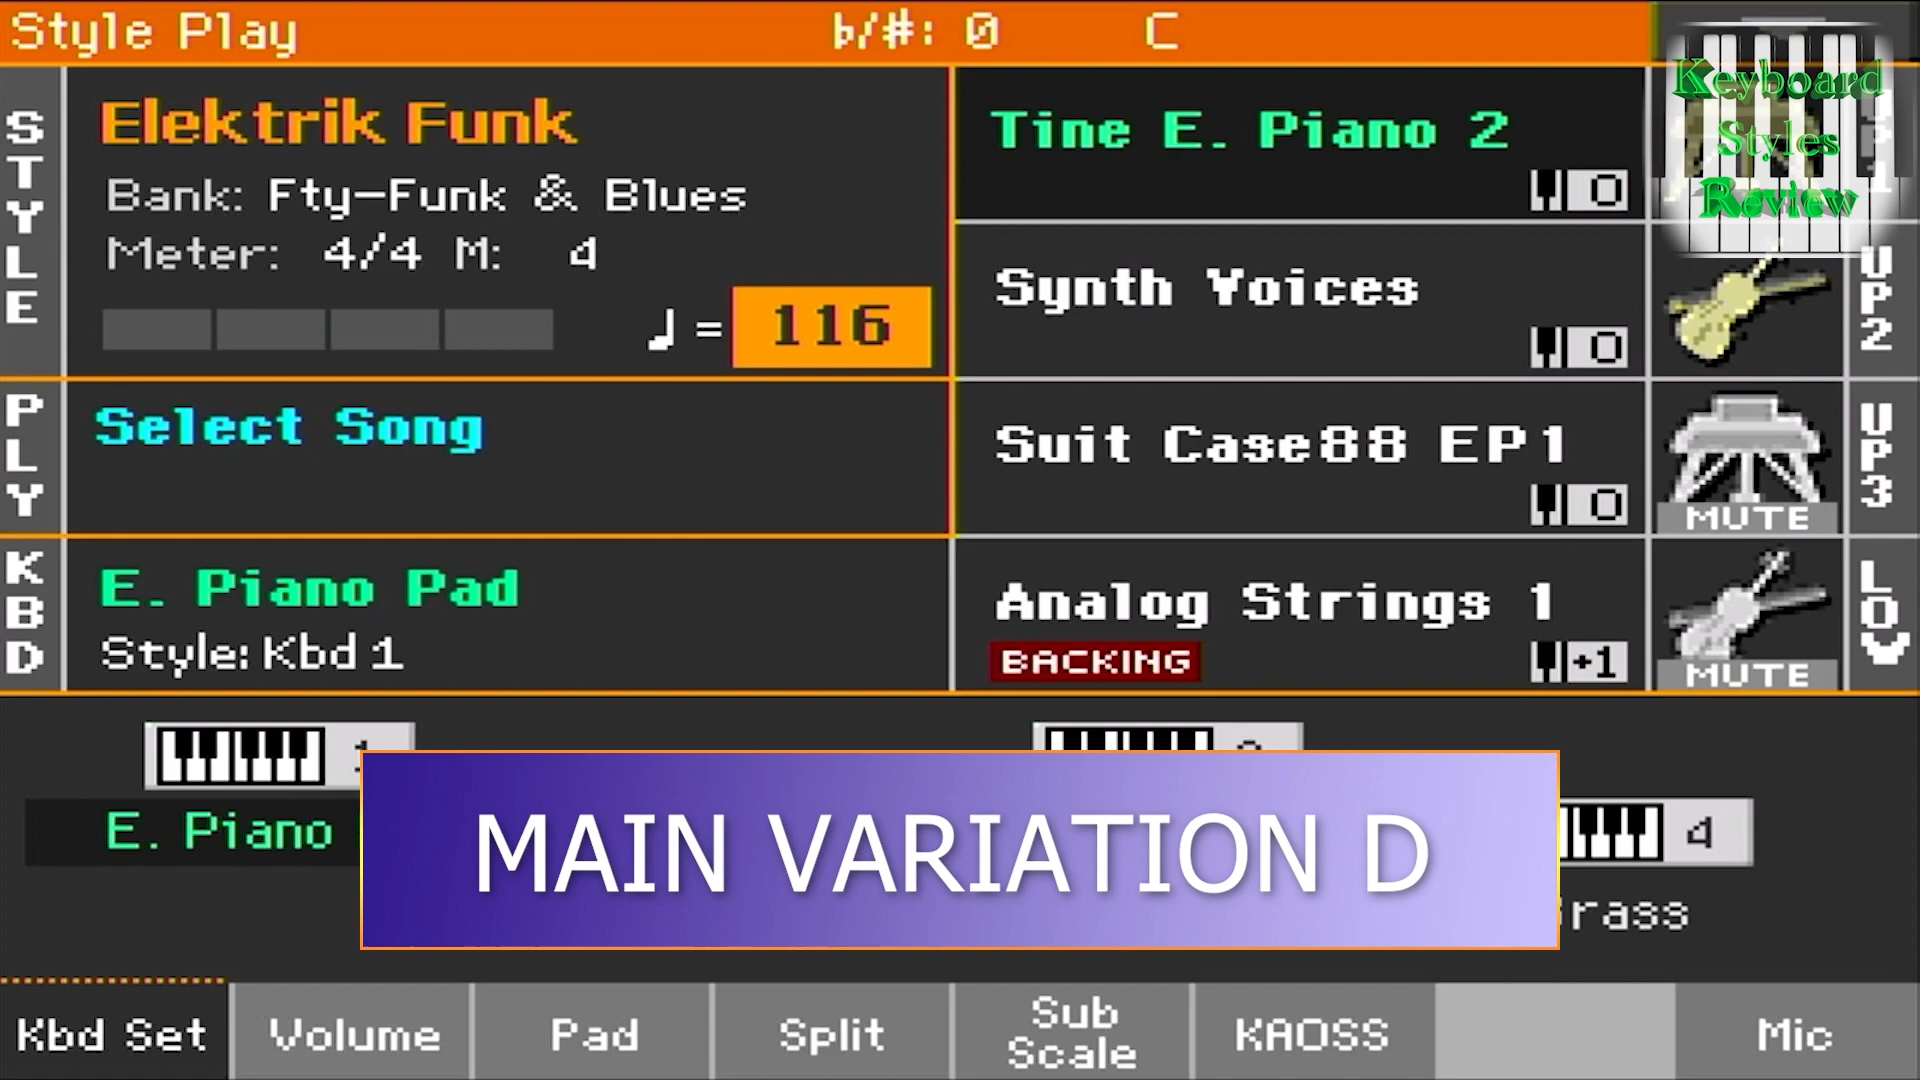 Style Play ♭/#: 0 C
Keyboard
Styles
Review
STYLE
Elektrik Funk
Bank: Fty-Funk & Blues
Meter: 4/4 M: 4
♩ = 116
PLY
Select Song
KBD
E. Piano Pad
Style: Kbd 1
Tine E. Piano 2
0
Synth Voices
0
UP2
Suit Case88 EP1
0
MUTE
UP3
Analog Strings 1
BACKING
+1
MUTE
LOW
E. Piano
4
MAIN VARIATION D
Kbd Set
Volume
Pad
Split
Sub
Scale
KAOSS
Mic